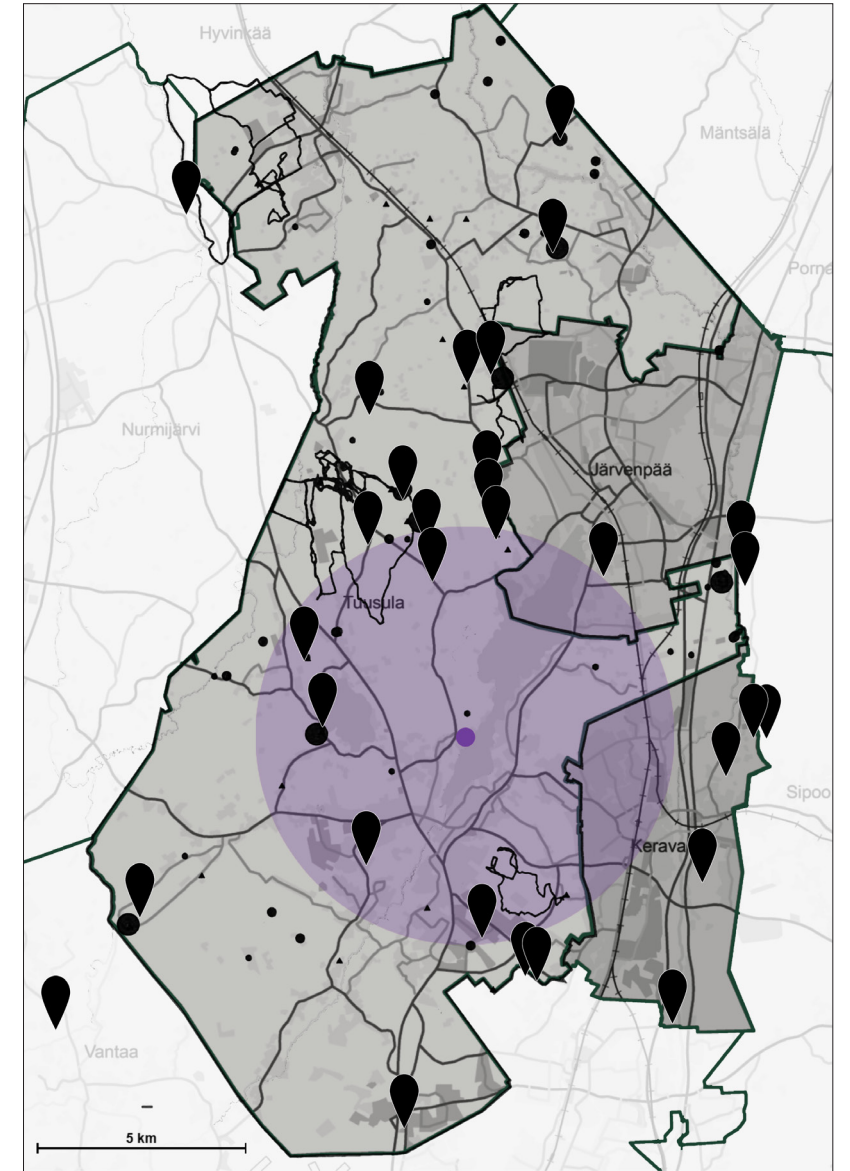 Hyvinkää
Mäntsälä
Porne
Nurmijärvi
Järvenpää
Tuusula
Sipoo
Kerava
Vantaa
5 km